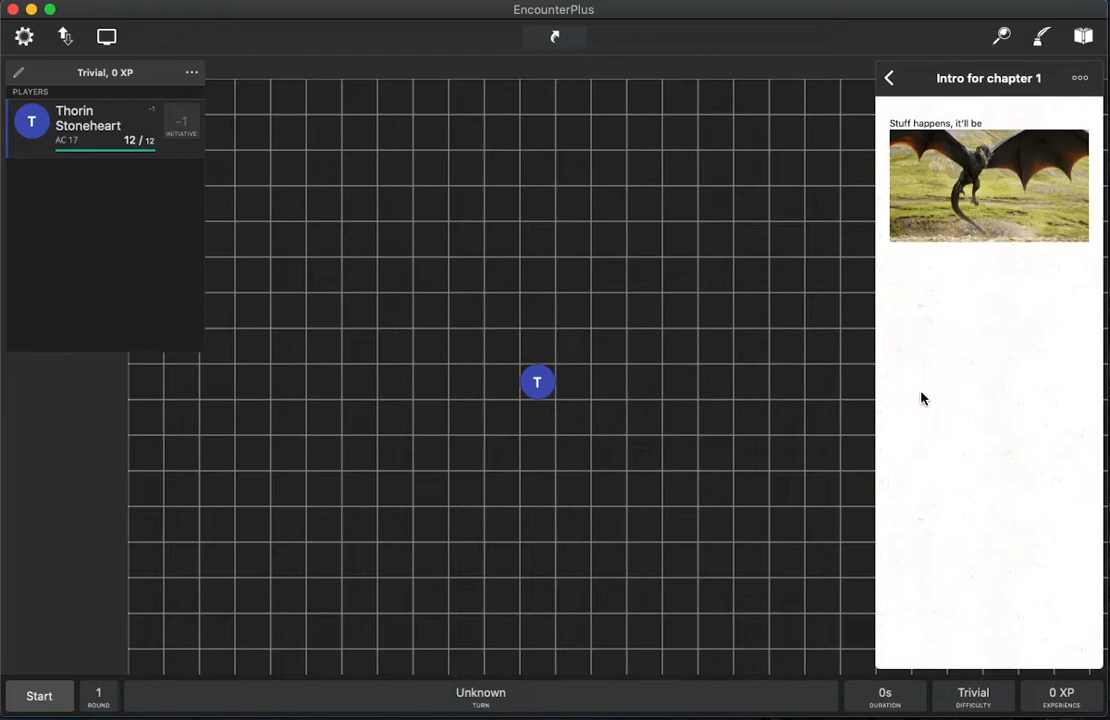 EncounterPlus
Trivial, 0 XP
PLAYERS
T
Thorin
Stoneheart
-1
AC 17
12 / 12
-1
INITIATIVE
T
Intro for chapter 1
Stuff happens, it'll be
Start
1
ROUND
Unknown
TURN
0s
DURATION
Trivial
DIFFICULTY
0 XP
EXPERIENCE